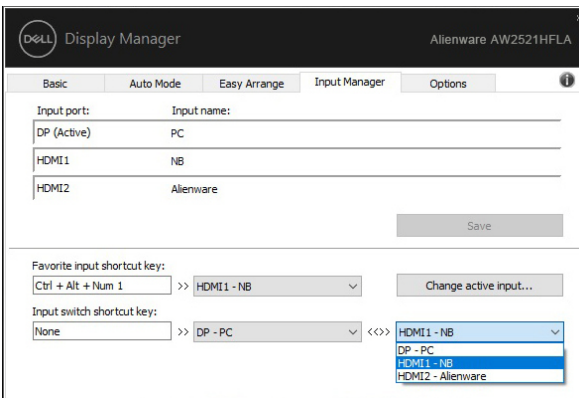 DELL Display Manager Alienware AW2521HFLA
Basic Auto Mode Easy Arrange Input Manager Options
Input port: Input name:
DP (Active) PC
HDMI1 NB
HDMI2 Alienware
Save
Favorite input shortcut key:
Ctrl + Alt + Num 1 >> HDMI1 - NB Change active input...
Input switch shortcut key:
None >> DP - PC <<>> HDMI1 - NB
DP - PC
HDMI1 - NB
HDMI2 - Alienware